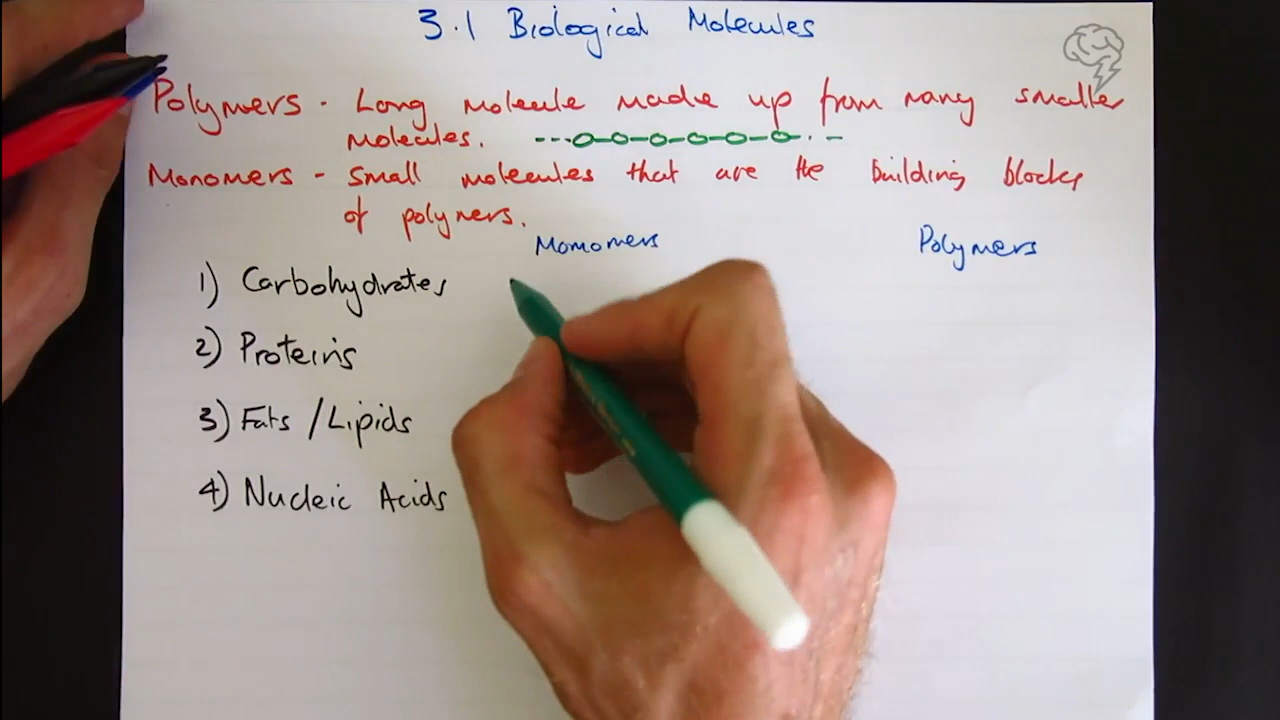 3.1 Biological Molecules
Polymers - Long molecule made up from many smaller
molecules.
Monomers - Small molecules that are the building blocks
of polymers.
Momomers Polymers
1) Carbohydrates
2) Proteins
3) Fats / Lipids
4) Nucleic Acids